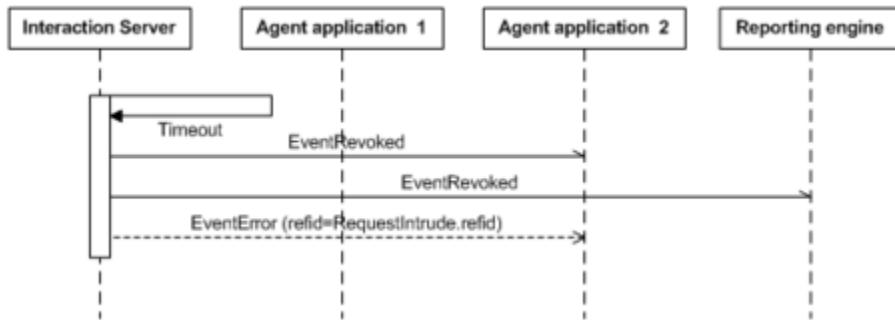 Interaction Server
Agent application 1
Agent application 2
Reporting engine
Timeout
EventRevoked
EventRevoked
EventError (refid=RequestIntrude.refid)